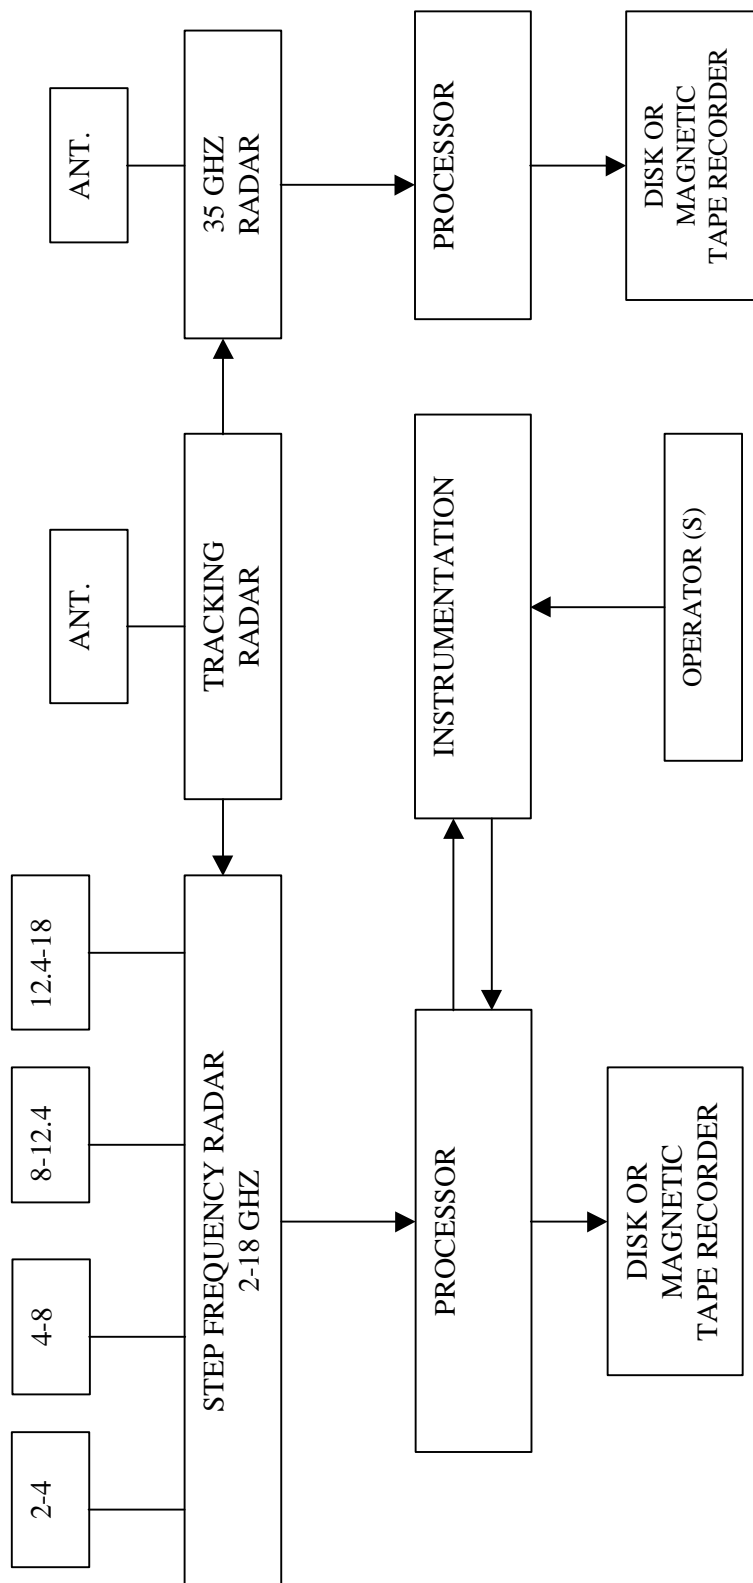 2-4
4-8
8-12.4
12.4-18
ANT.
ANT.
STEP FREQUENCY RADAR
2-18 GHZ
TRACKING
RADAR
35 GHZ
RADAR
PROCESSOR
INSTRUMENTATION
PROCESSOR
DISK OR
MAGNETIC
TAPE RECORDER
OPERATOR (S)
DISK OR
MAGNETIC
TAPE RECORDER